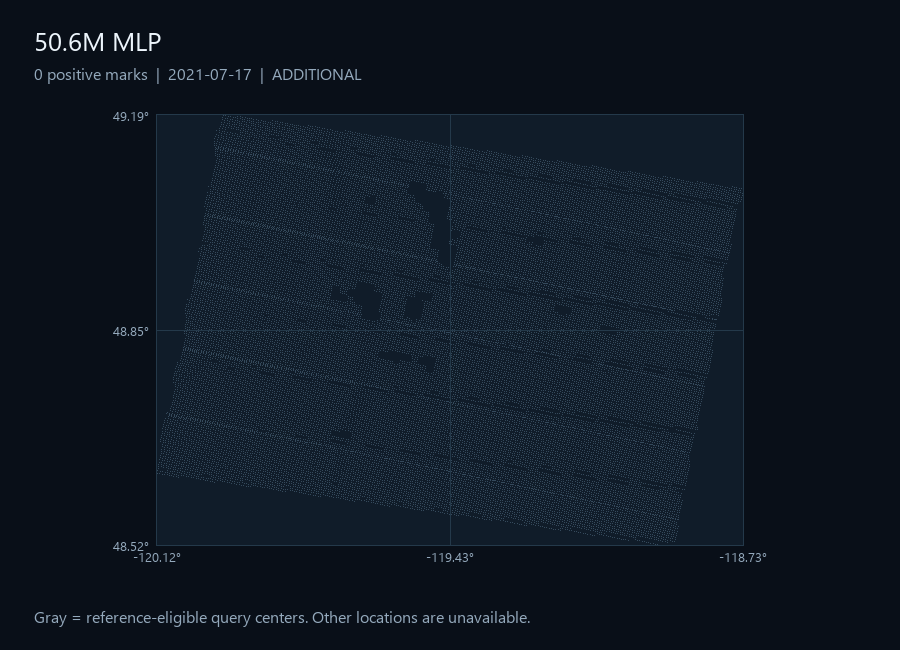 50.6M MLP
0 positive marks | 2021-07-17 | ADDITIONAL
49.19°
48.85°
48.52°
-120.12°
-119.43°
-118.73°
Gray = reference-eligible query centers. Other locations are unavailable.